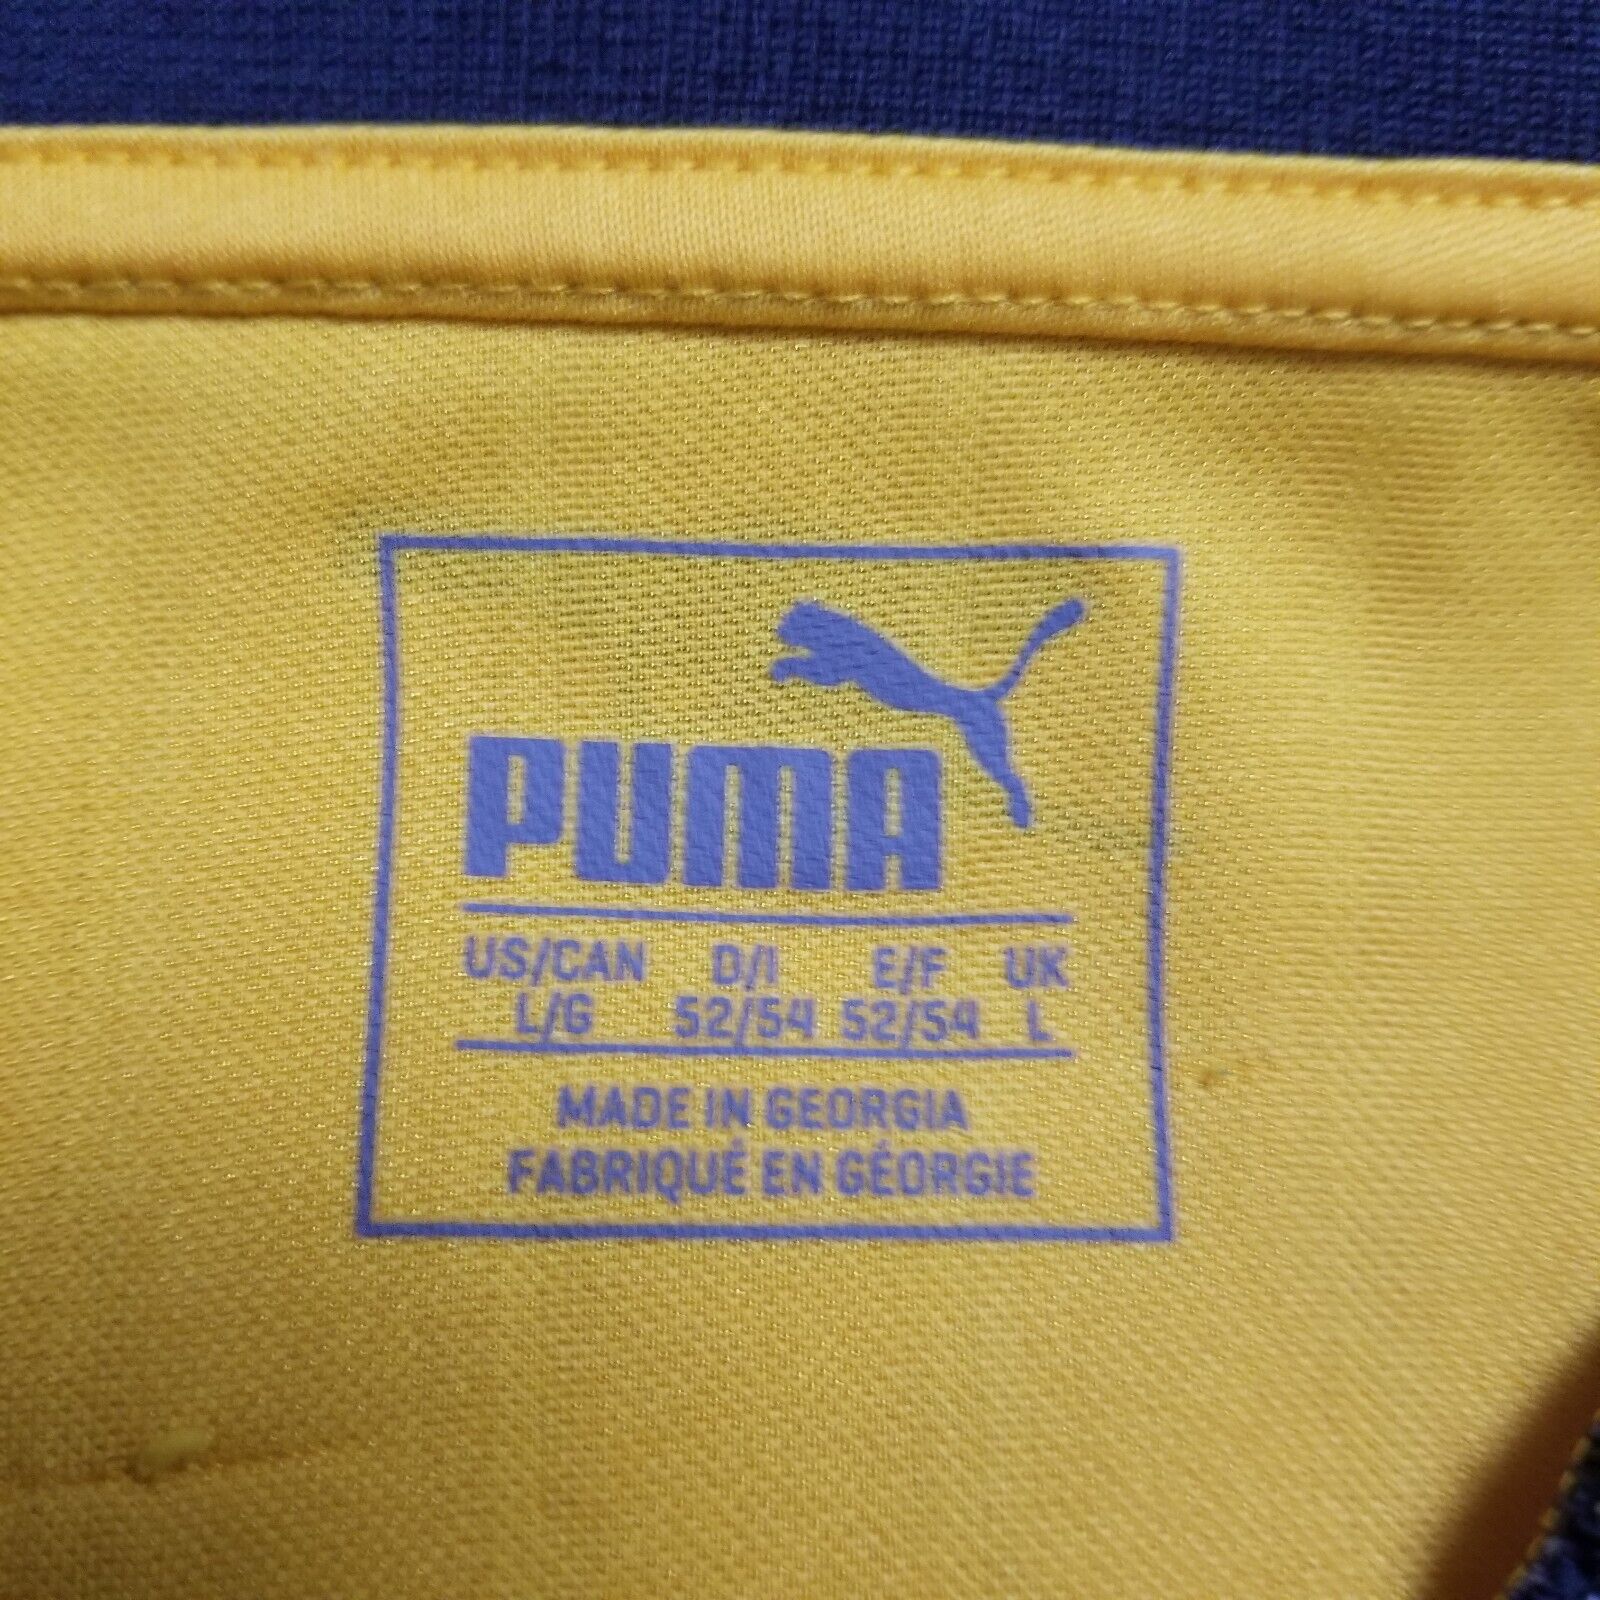 PUMA
US/CAN D/I E/F UK
L/G 52/54 52/54 L
MADE IN GEORGIA
FABRIQUÉ EN GÉORGIE